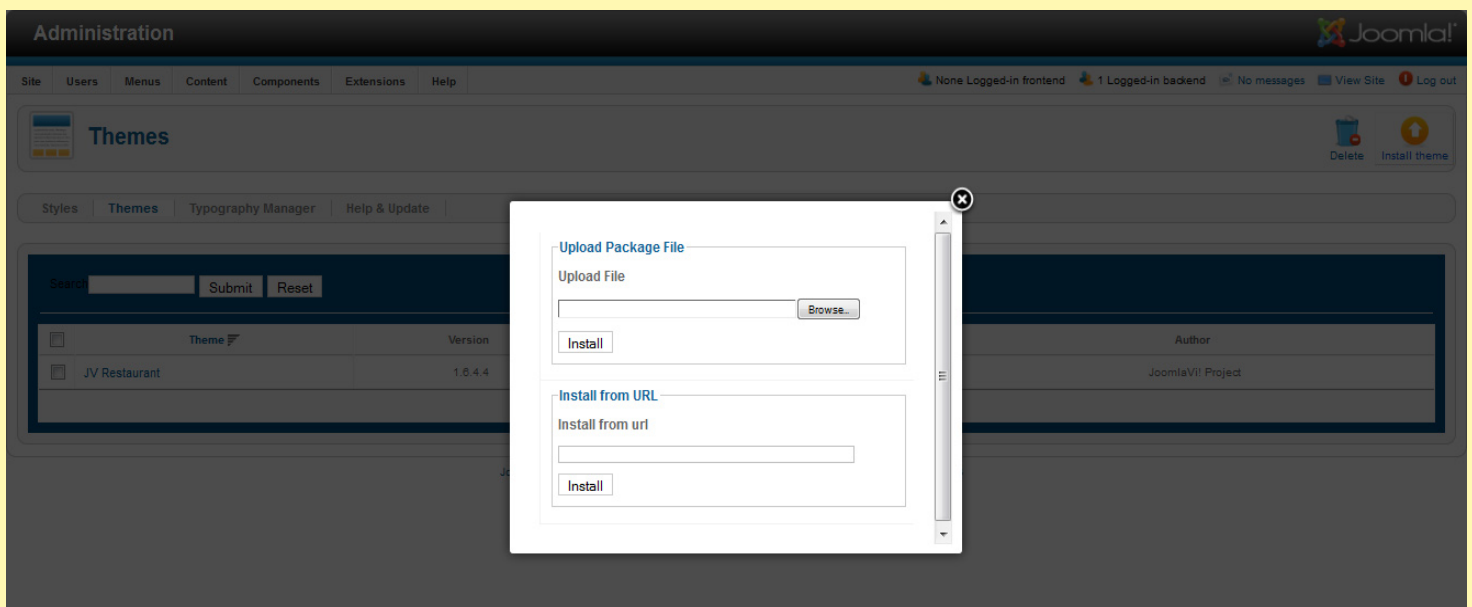 Administration
Joomla!
Site Users Menus Content Components Extensions Help
None Logged-in frontend 1 Logged-in backend No messages View Site Log out
Themes
Delete Install theme
Styles Themes Typography Manager Help & Update
Search Submit Reset
Theme Version Author
JV Restaurant 1.6.4.4 JoomlaVi! Project
Upload Package File
Upload File
Browse...
Install
Install from URL
Install from url
Install